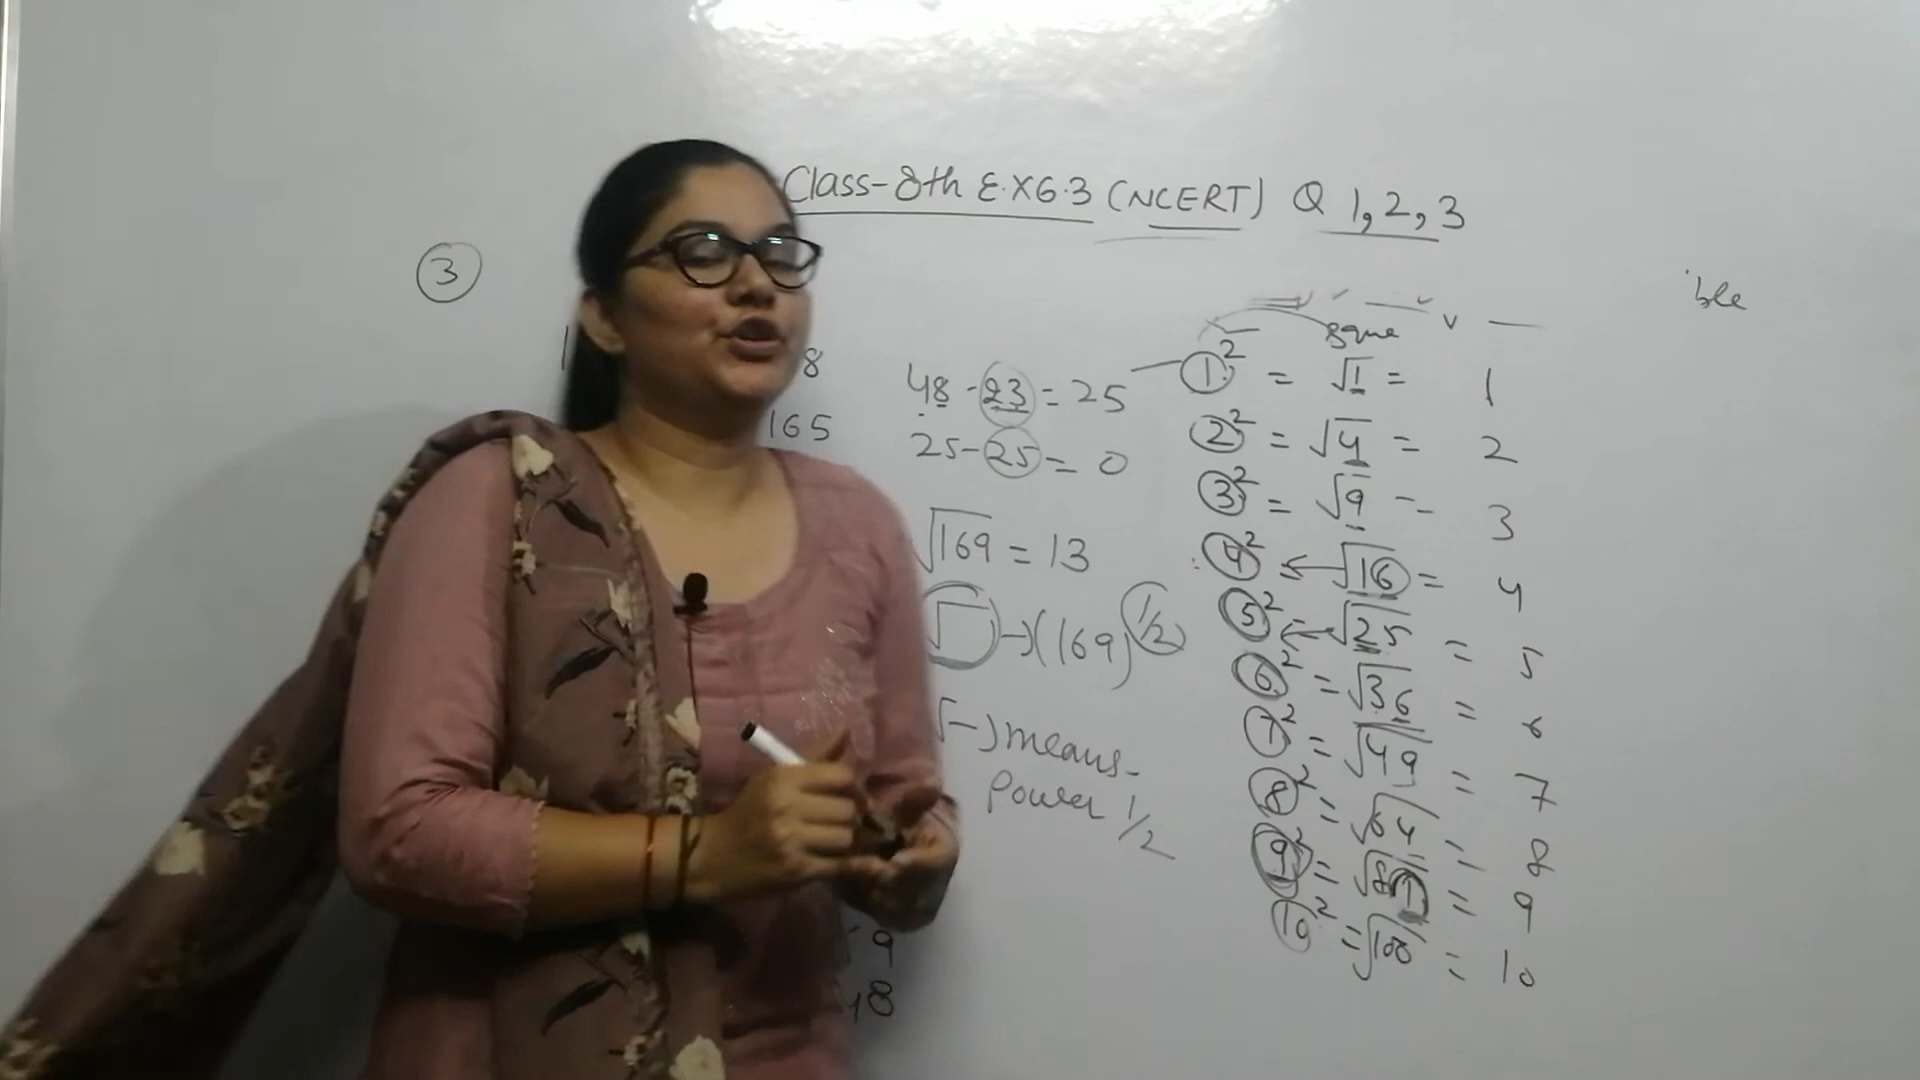 Class-8th E.X6.3 (NCERT) Q 1,2,3
3
8
165
48-23=25
25-25=0
√169 = 13
√ → (169)^1/2
√ → means
Power 1/2
1² = √1 = 1
2² = √4 = 2
3² = √9 = 3
4² = √16 = 4
5² = √25 = 5
6² = √36 = 6
7² = √49 = 7
8² = √64 = 8
9² = √81 = 9
10² = √100 = 10
9